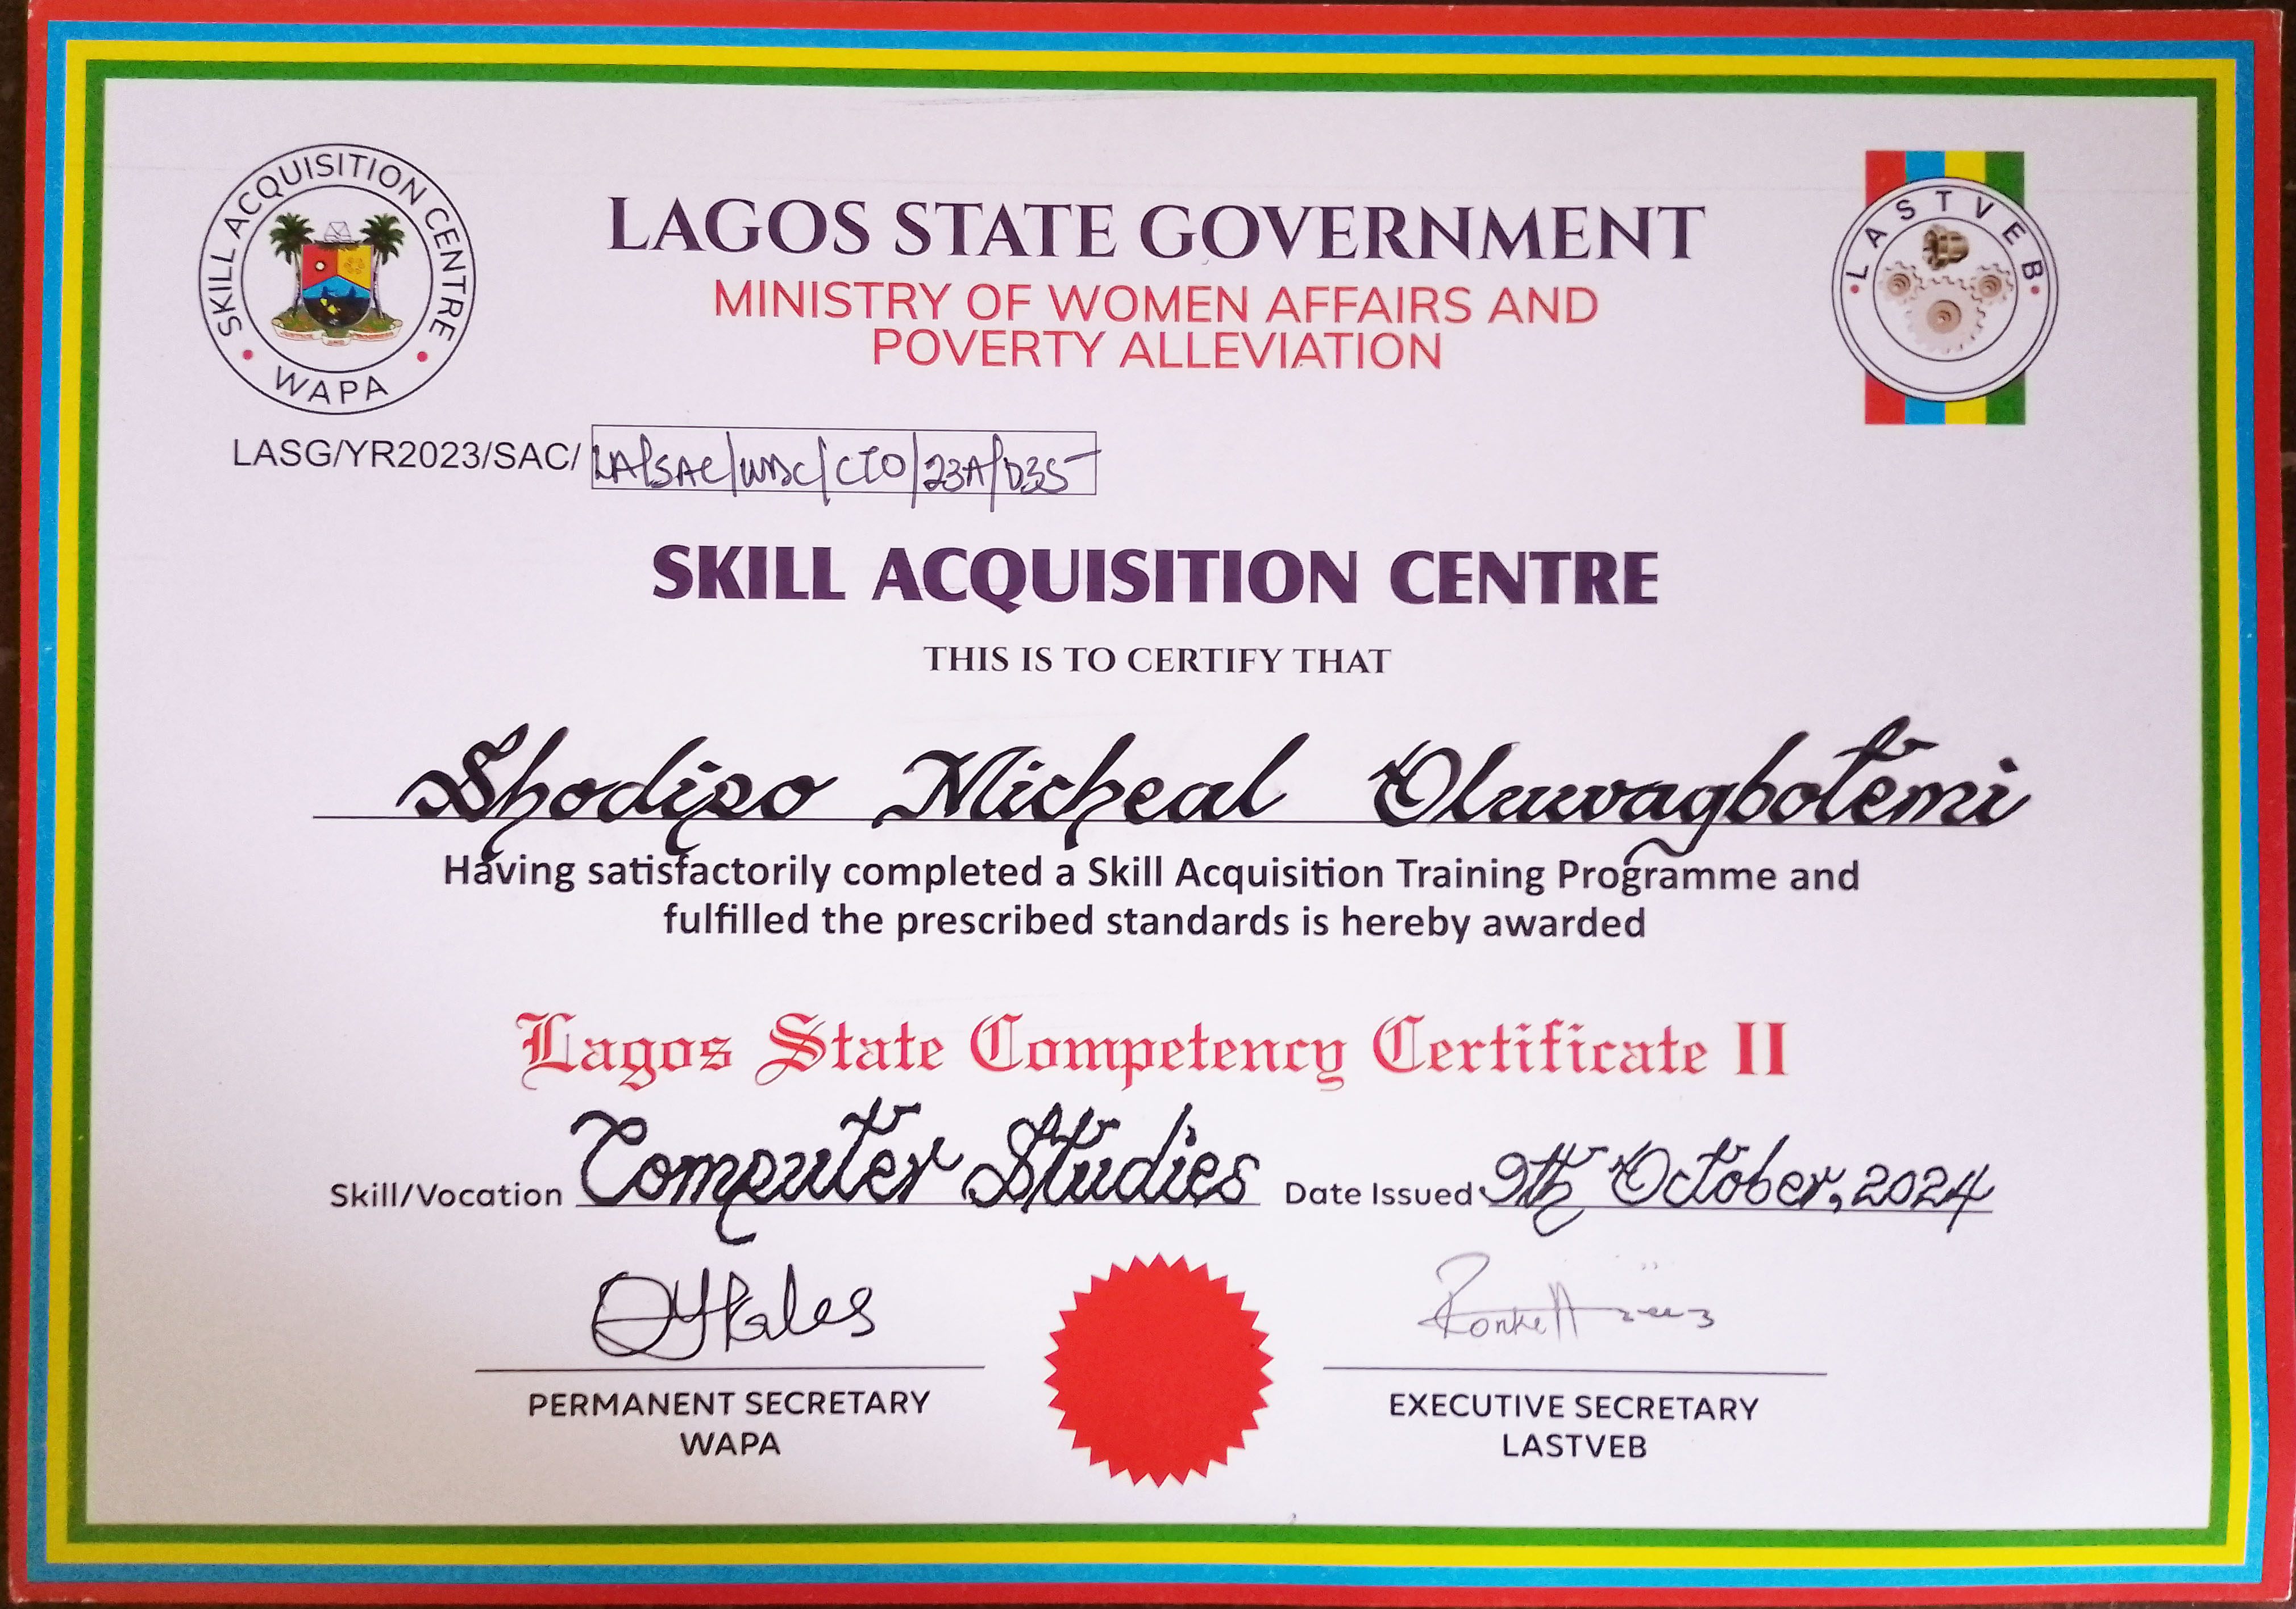 SKILL ACQUISITION CENTRE
WAPA
LASTVEB
LAGOS STATE GOVERNMENT
MINISTRY OF WOMEN AFFAIRS AND
POVERTY ALLEVIATION
LASG/YR2023/SAC/ LA/SAC/WDC/CTO/23A/035
SKILL ACQUISITION CENTRE
THIS IS TO CERTIFY THAT
Shodipo Micheal Oluwagbotemi
Having satisfactorily completed a Skill Acquisition Training Programme and
fulfilled the prescribed standards is hereby awarded
Lagos State Competency Certificate II
Skill/Vocation Computer Studies Date Issued 9th October, 2024
PERMANENT SECRETARY
WAPA
EXECUTIVE SECRETARY
LASTVEB